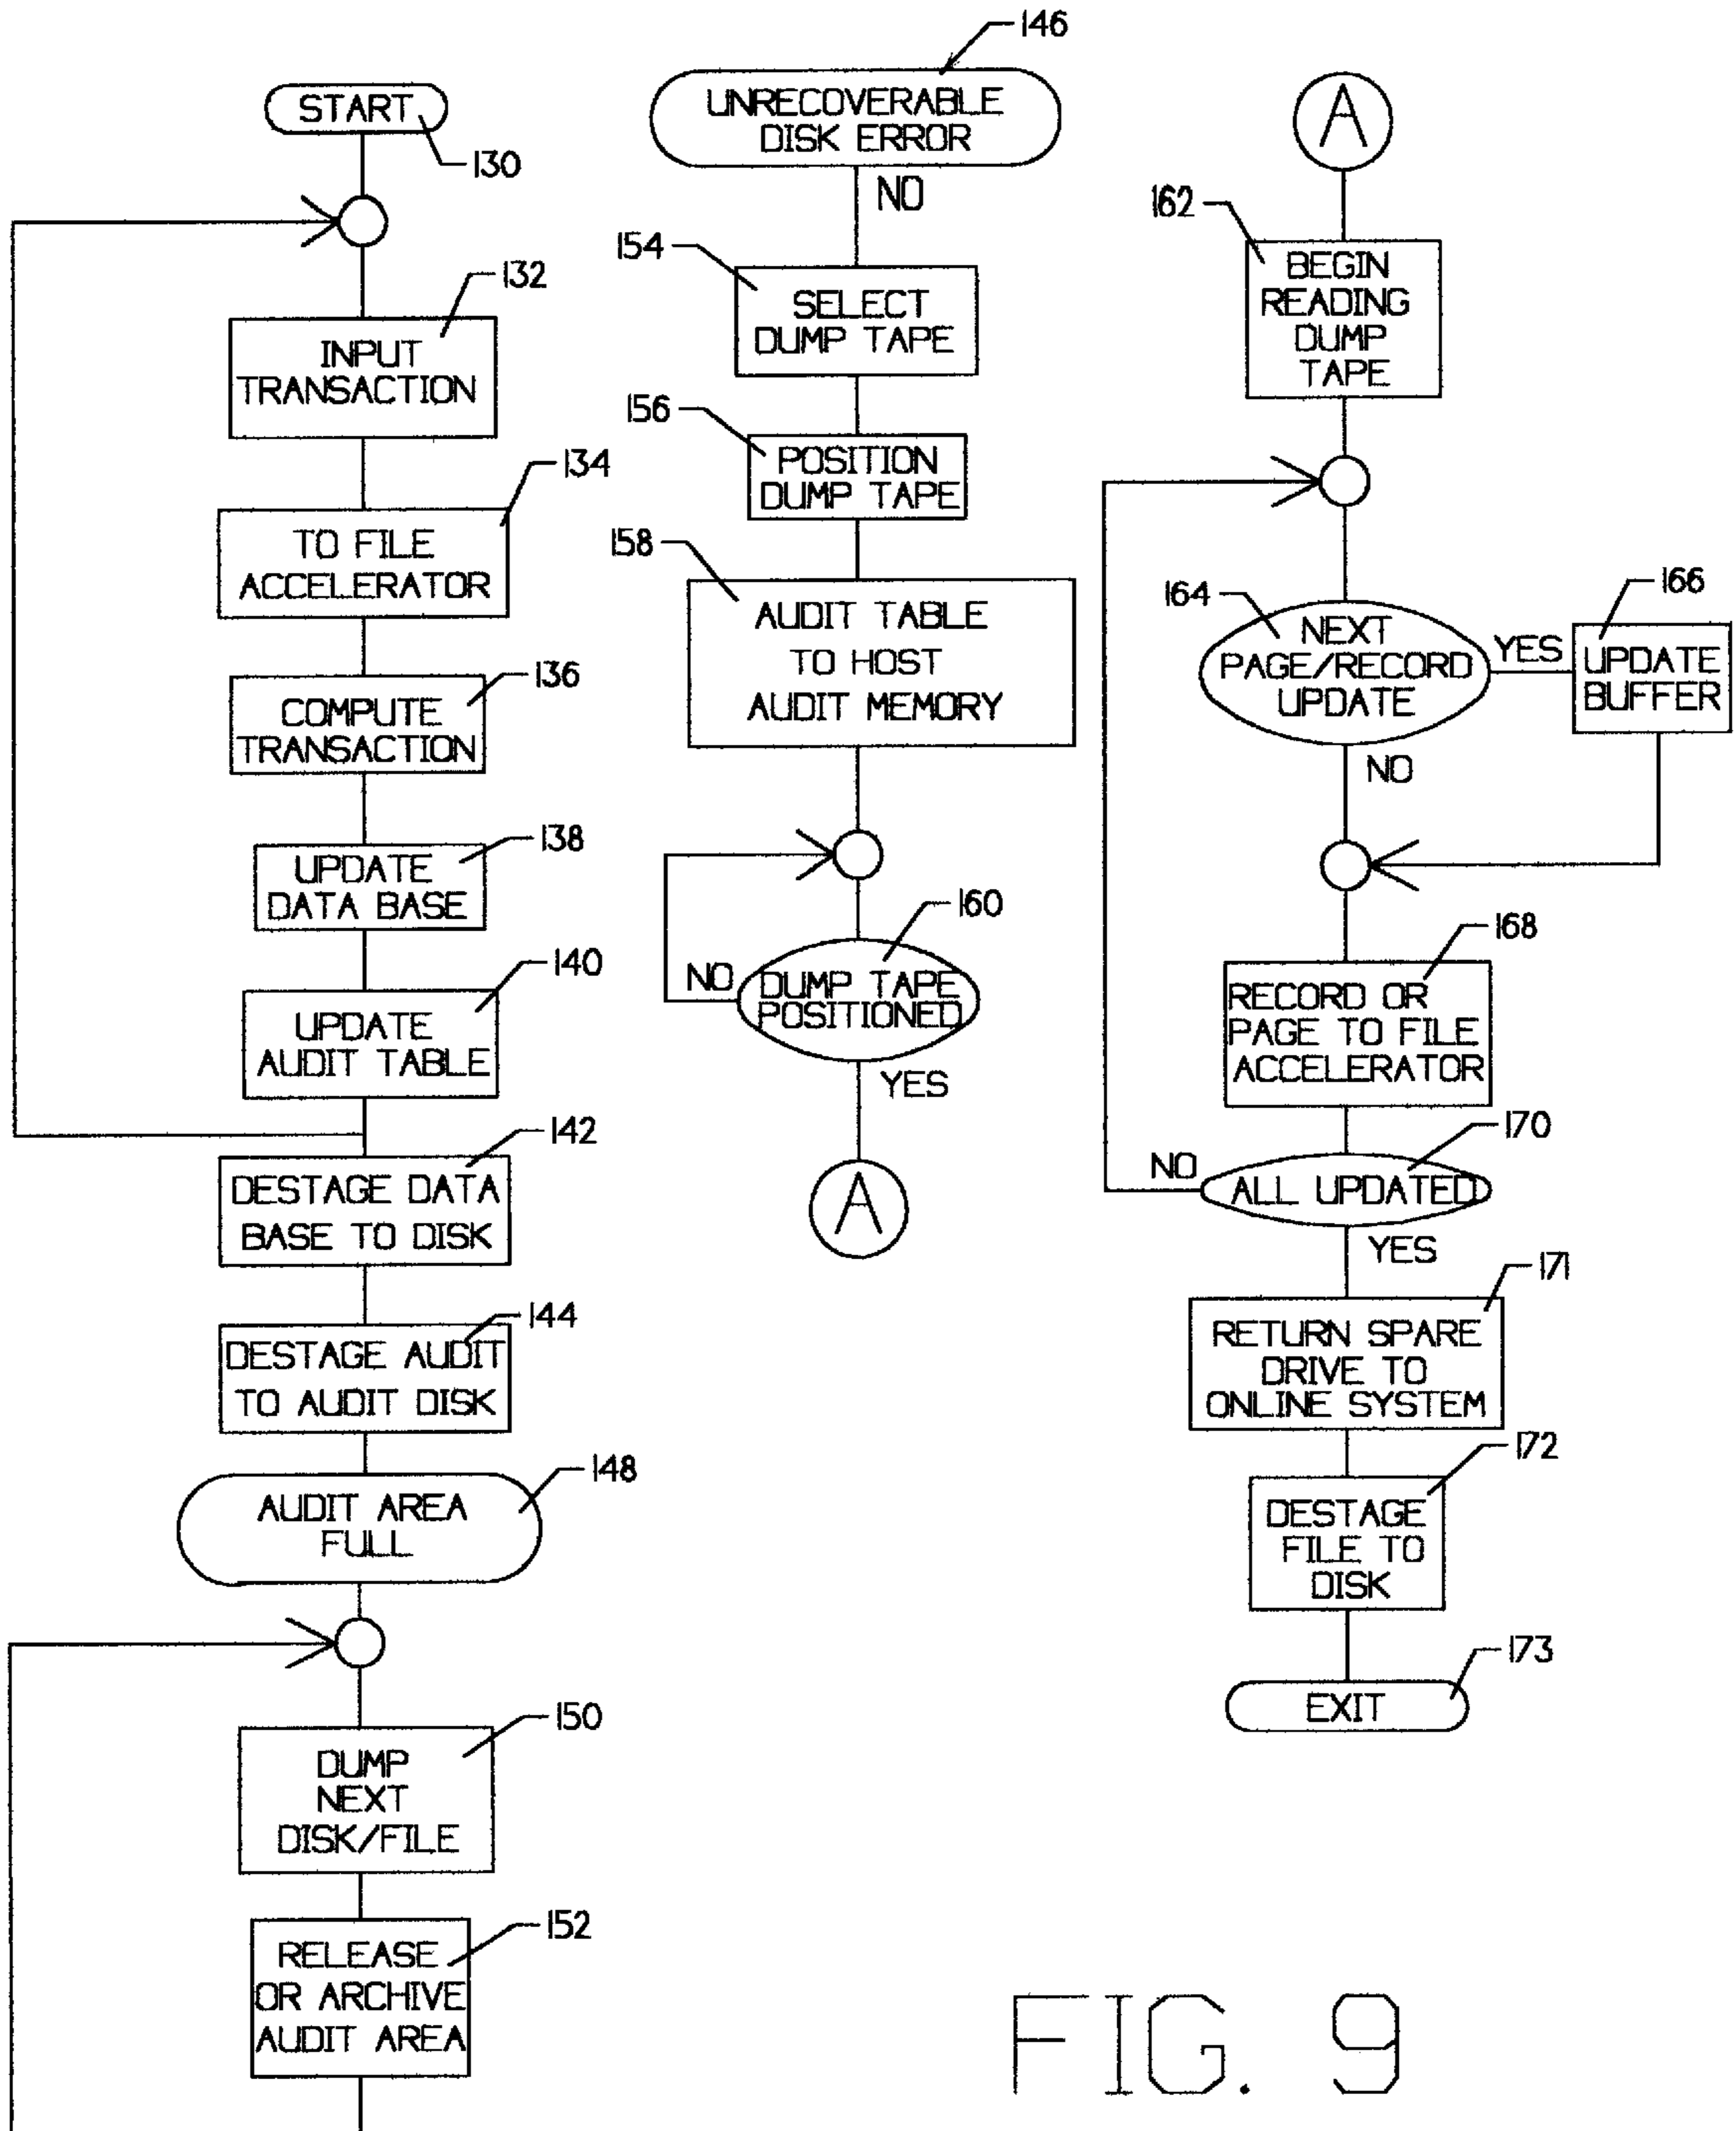 START
130
132
INPUT
TRANSACTION
134
TO FILE
ACCELERATOR
136
COMPUTE
TRANSACTION
138
UPDATE
DATA BASE
140
UPDATE
AUDIT TABLE
142
DESTAGE DATA
BASE TO DISK
144
DESTAGE AUDIT
TO AUDIT DISK
148
AUDIT AREA
FULL
150
DUMP
NEXT
DISK/FILE
152
RELEASE
OR ARCHIVE
AUDIT AREA
146
UNRECOVERABLE
DISK ERROR
NO
154
SELECT
DUMP TAPE
156
POSITION
DUMP TAPE
158
AUDIT TABLE
TO HOST
AUDIT MEMORY
160
NO
DUMP TAPE
POSITIONED
YES
A
A
162
BEGIN
READING
DUMP
TAPE
164
NEXT
PAGE/RECORD
UPDATE
YES
166
UPDATE
BUFFER
NO
168
RECORD OR
PAGE TO FILE
ACCELERATOR
170
NO
ALL UPDATED
YES
171
RETURN SPARE
DRIVE TO
ONLINE SYSTEM
172
DESTAGE
FILE TO
DISK
173
EXIT
FIG. 9